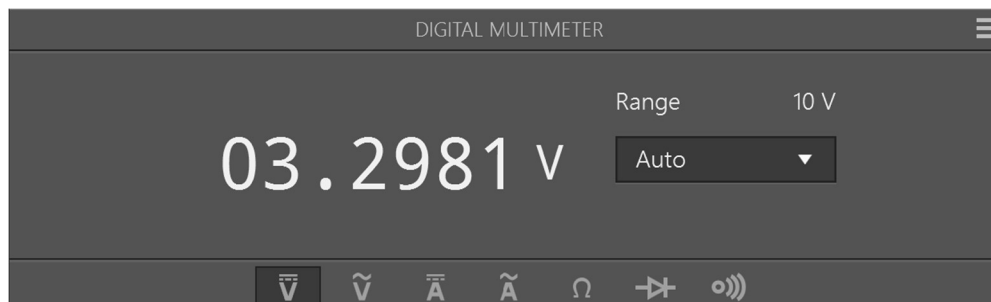 DIGITAL MULTIMETER
Range 10 V
03.2981 V
Auto
V V A A Ω